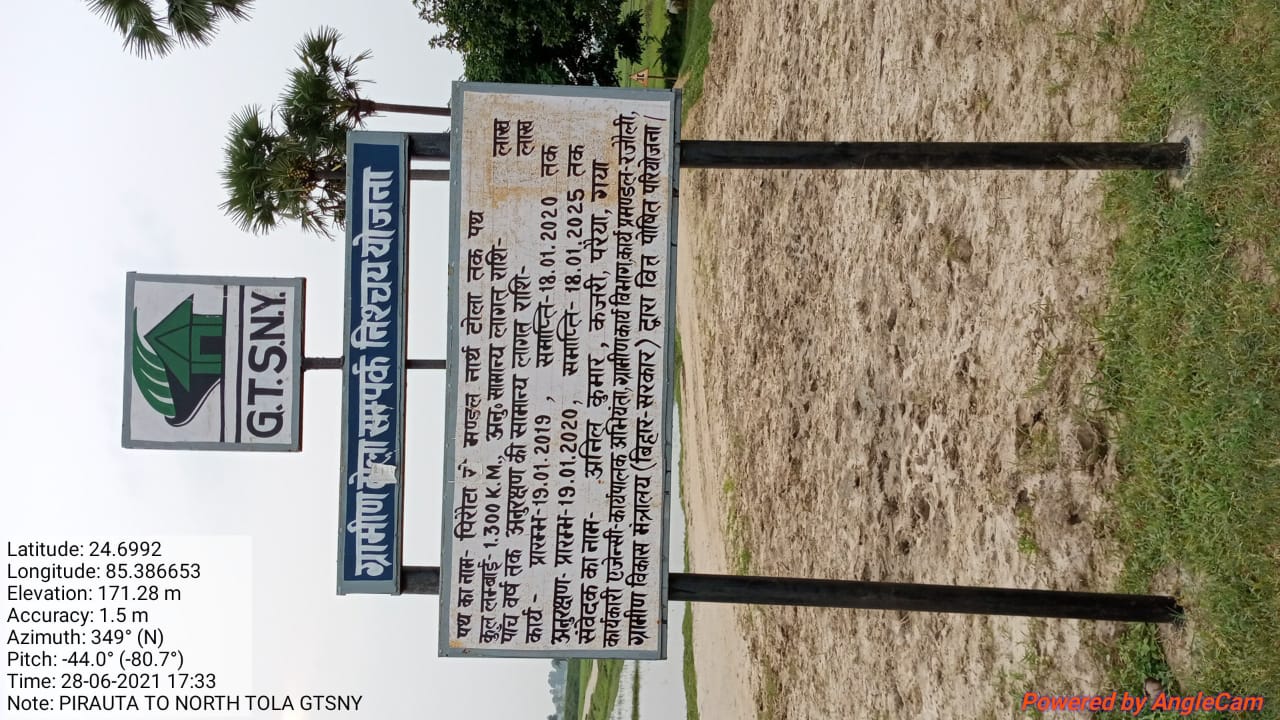 G.T.S.N.Y.
ग्रामीण टोला सम्पर्क निश्चय योजना
पथ का नाम- पिरौटा से मण्डल नार्थ टोला तक पथ
कुल लम्बाई- 1.300 K.M., अनु० सामान्य लागत राशि- लाख
पाँच वर्ष तक अनुरक्षण की सामान्य लागत राशि- लाख
कार्य - प्रारम्भ-19.01.2019 , समाप्ति-18.01.2020 तक
अनुरक्षण- प्रारम्भ-19.01.2020, समाप्ति-18.01.2025 तक
संवेदक का नाम- अनिल कुमार , कजरी, परैया, गया
कार्यकारी एजेन्सी-कार्यपालक अभियंता, ग्रामीण कार्य विभाग, कार्य प्रमण्डल-रजौली,
ग्रामीण विकास मंत्रालय (बिहार- सरकार) द्वारा वित्त पोषित परियोजना।
Latitude: 24.6992
Longitude: 85.386653
Elevation: 171.28 m
Accuracy: 1.5 m
Azimuth: 349° (N)
Pitch: -44.0° (-80.7°)
Time: 28-06-2021 17:33
Note: PIRAUTA TO NORTH TOLA GTSNY
Powered by AngleCam